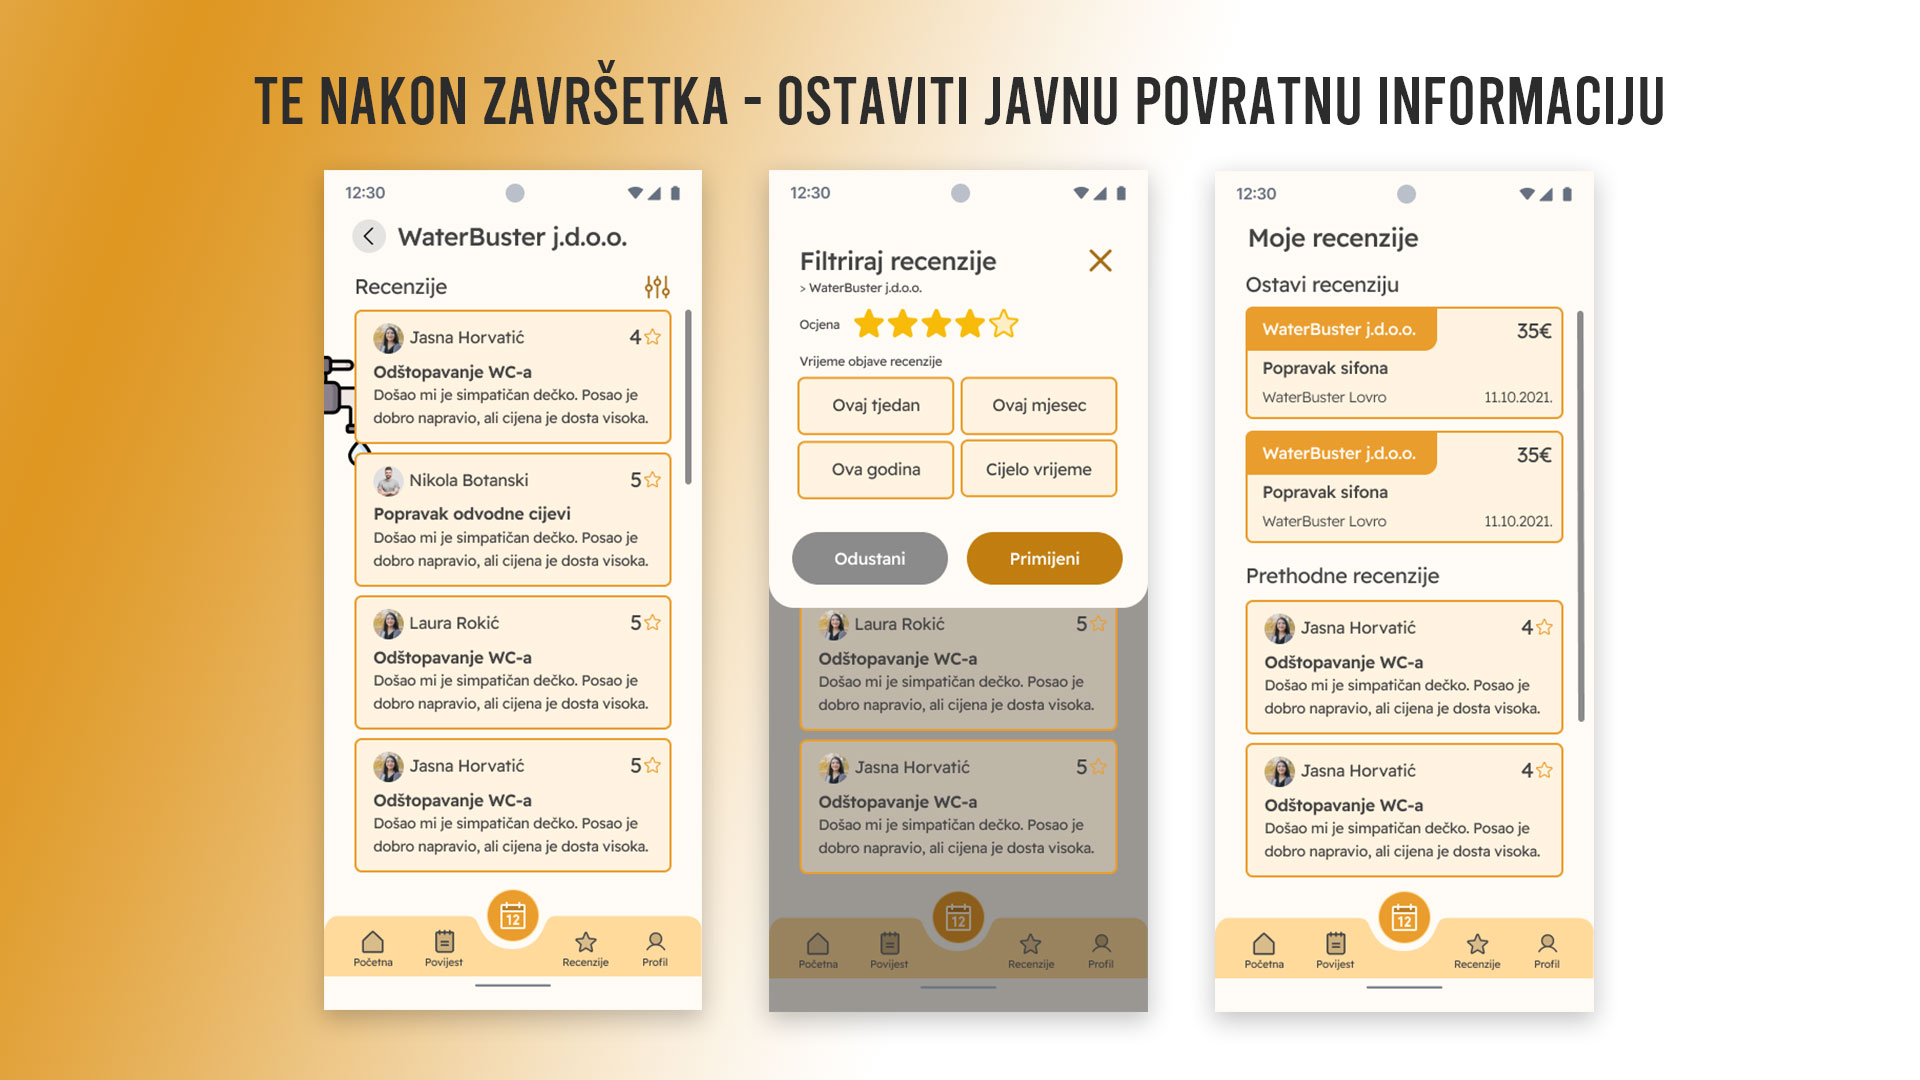 TE NAKON ZAVRŠETKA - OSTAVITI JAVNU POVRATNU INFORMACIJU
12:30
WaterBuster j.d.o.o.
Recenzije
Jasna Horvatić 4
Odštopavanje WC-a
Došao mi je simpatičan dečko. Posao je
dobro napravio, ali cijena je dosta visoka.
Nikola Botanski 5
Popravak odvodne cijevi
Došao mi je simpatičan dečko. Posao je
dobro napravio, ali cijena je dosta visoka.
Laura Rokić 5
Odštopavanje WC-a
Došao mi je simpatičan dečko. Posao je
dobro napravio, ali cijena je dosta visoka.
Jasna Horvatić 5
Odštopavanje WC-a
Došao mi je simpatičan dečko. Posao je
dobro napravio, ali cijena je dosta visoka.
12
Početna Povijest Recenzije Profil
12:30
Filtriraj recenzije
> WaterBuster j.d.o.o.
Ocjena
Vrijeme objave recenzije
Ovaj tjedan Ovaj mjesec
Ova godina Cijelo vrijeme
Odustani Primijeni
Laura Rokić 5
Odštopavanje WC-a
Došao mi je simpatičan dečko. Posao je
dobro napravio, ali cijena je dosta visoka.
Jasna Horvatić 5
Odštopavanje WC-a
Došao mi je simpatičan dečko. Posao je
dobro napravio, ali cijena je dosta visoka.
12
Početna Povijest Recenzije Profil
12:30
Moje recenzije
Ostavi recenziju
WaterBuster j.d.o.o. 35€
Popravak sifona
WaterBuster Lovro 11.10.2021.
WaterBuster j.d.o.o. 35€
Popravak sifona
WaterBuster Lovro 11.10.2021.
Prethodne recenzije
Jasna Horvatić 4
Odštopavanje WC-a
Došao mi je simpatičan dečko. Posao je
dobro napravio, ali cijena je dosta visoka.
Jasna Horvatić 4
Odštopavanje WC-a
Došao mi je simpatičan dečko. Posao je
dobro napravio, ali cijena je dosta visoka.
12
Početna Povijest Recenzije Profil